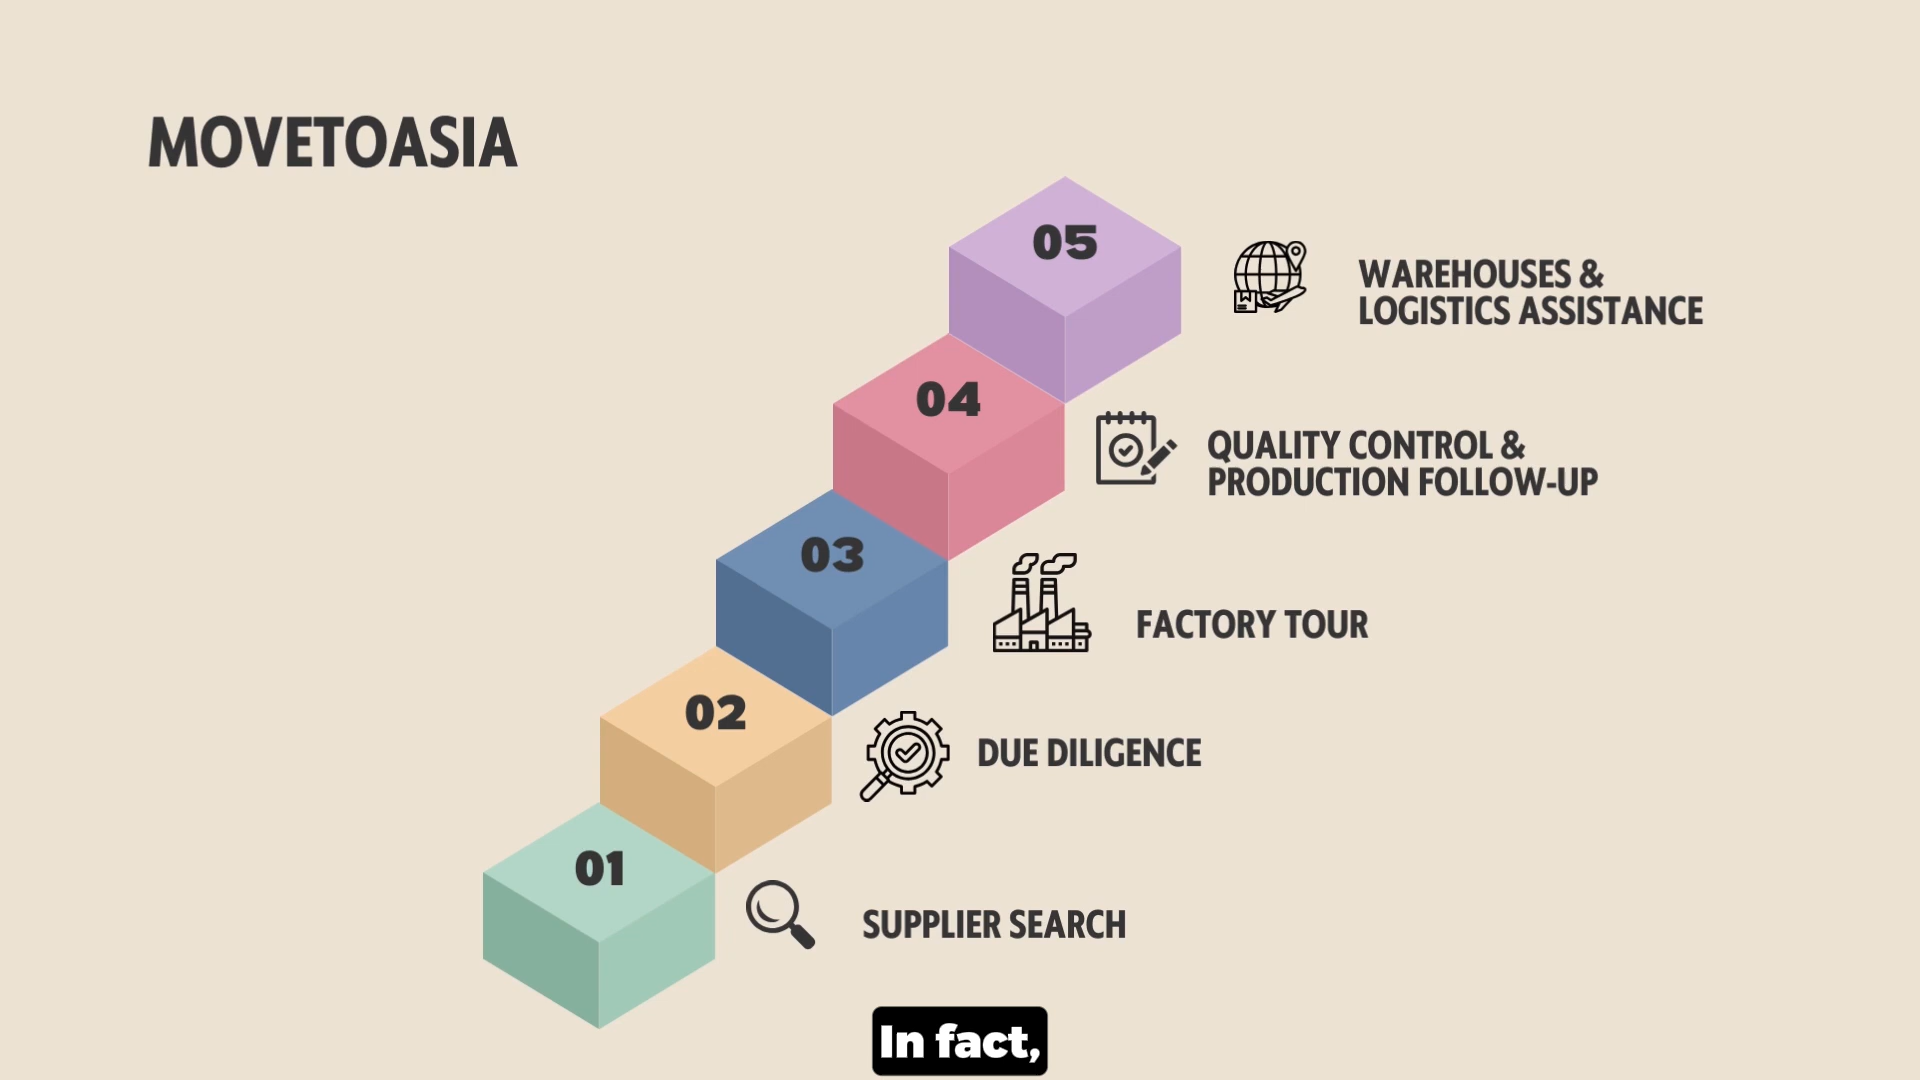 MOVETOASIA
05
WAREHOUSES &
LOGISTICS ASSISTANCE
04
QUALITY CONTROL &
PRODUCTION FOLLOW-UP
03
FACTORY TOUR
02
DUE DILIGENCE
01
SUPPLIER SEARCH
In fact,